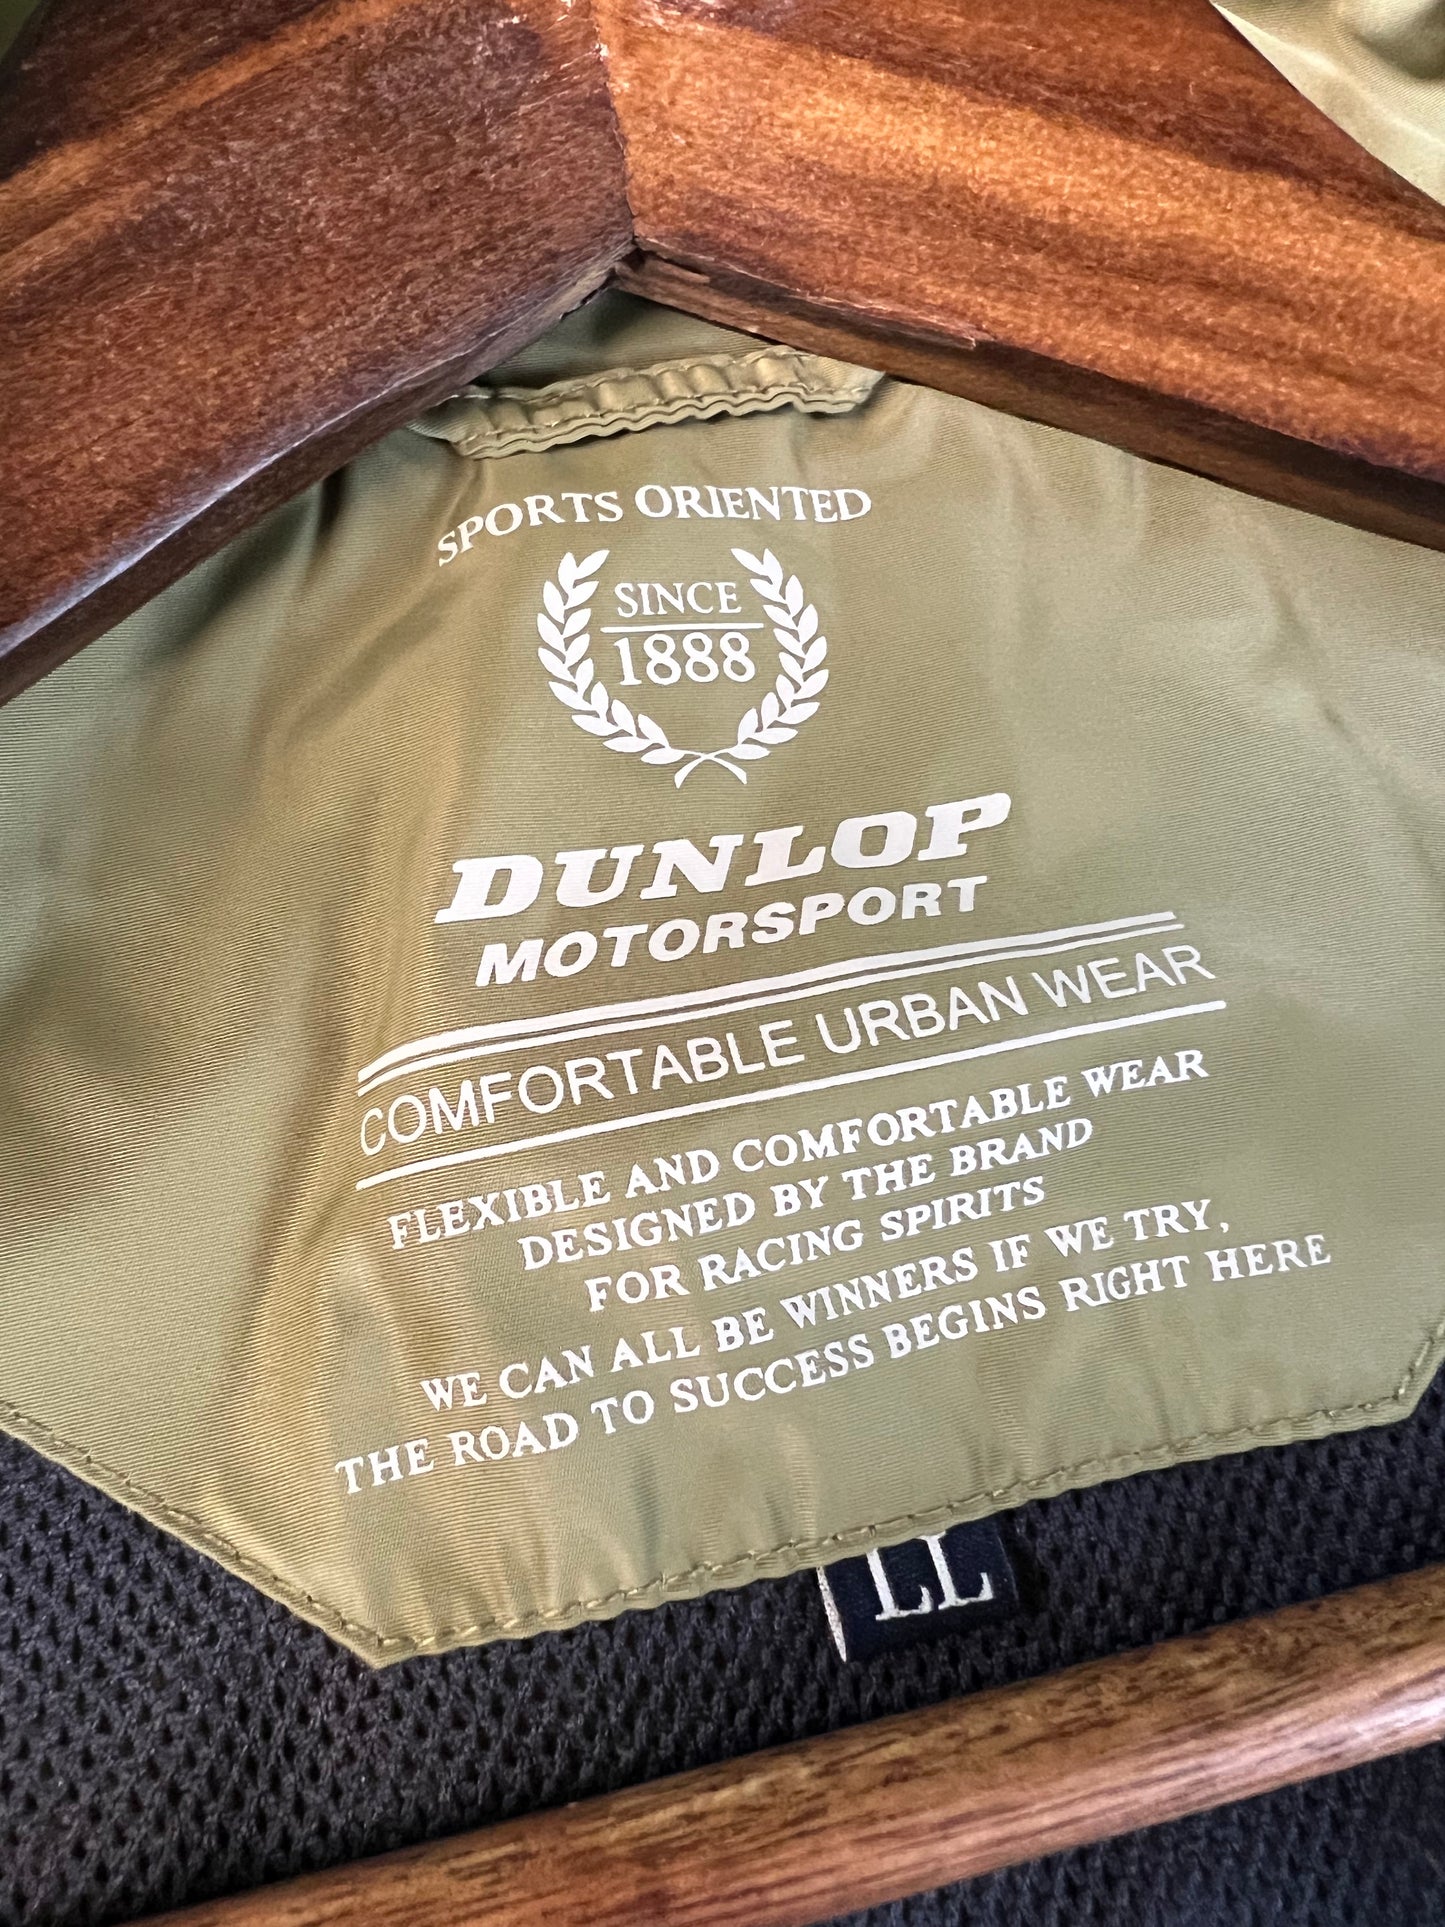 SPORTS ORIENTED
SINCE
1888
DUNLOP
MOTORSPORT
COMFORTABLE URBAN WEAR
FLEXIBLE AND COMFORTABLE WEAR
DESIGNED BY THE BRAND
FOR RACING SPIRITS
WE CAN ALL BE WINNERS IF WE TRY,
THE ROAD TO SUCCESS BEGINS RIGHT HERE
LL